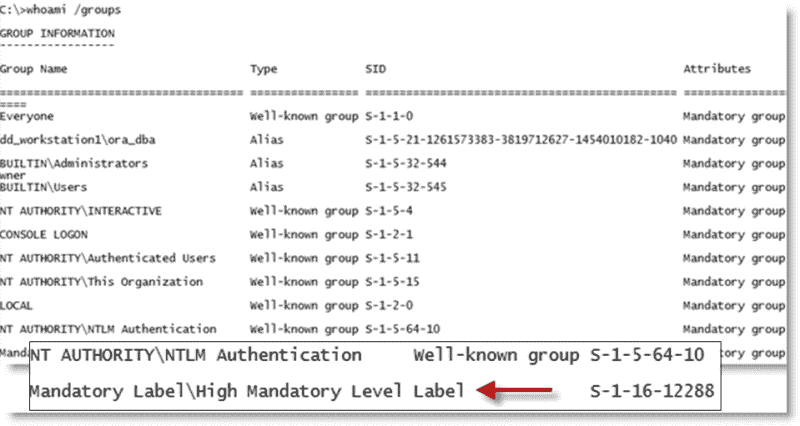 C:\>whoami /groups
GROUP INFORMATION
-----------------
Group Name Type SID Attributes
==================================== ================ ============================================== ===============
====
Everyone Well-known group S-1-1-0 Mandatory group
dd_workstation1\ora_dba Alias S-1-5-21-1261573383-3819712627-1454010182-1040 Mandatory group
BUILTIN\Administrators Alias S-1-5-32-544 Mandatory group
wner
BUILTIN\Users Alias S-1-5-32-545 Mandatory group
NT AUTHORITY\INTERACTIVE Well-known group S-1-5-4 Mandatory group
CONSOLE LOGON Well-known group S-1-2-1 Mandatory group
NT AUTHORITY\Authenticated Users Well-known group S-1-5-11 Mandatory group
NT AUTHORITY\This Organization Well-known group S-1-5-15 Mandatory group
LOCAL Well-known group S-1-2-0 Mandatory group
NT AUTHORITY\NTLM Authentication Well-known group S-1-5-64-10 Mandatory group
NT AUTHORITY\NTLM Authentication Well-known group S-1-5-64-10
Mandatory Label\High Mandatory Level Label S-1-16-12288